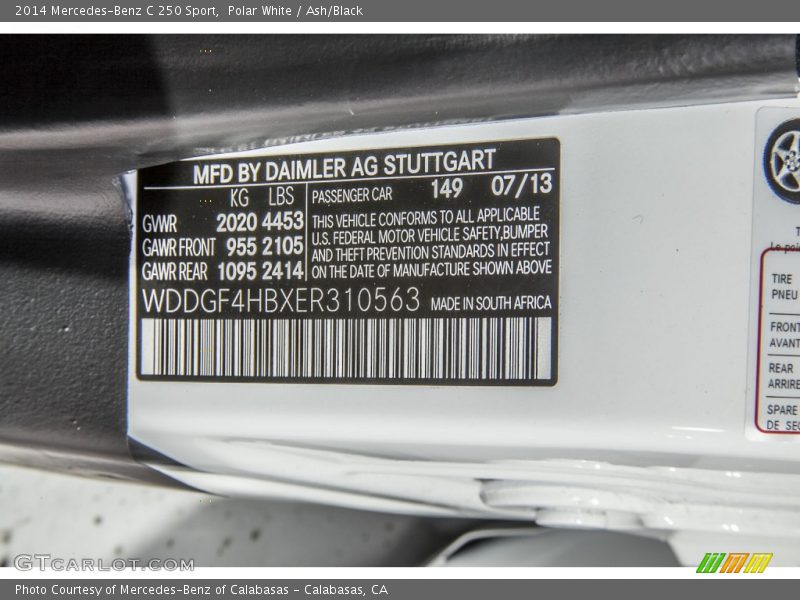 2014 Mercedes-Benz C 250 Sport, Polar White / Ash/Black
MFD BY DAIMLER AG STUTTGART
KG LBS
GWR 2020 4453
GAWR FRONT 955 2105
GAWR REAR 1095 2414
PASSENGER CAR 149 07/13
THIS VEHICLE CONFORMS TO ALL APPLICABLE
U.S. FEDERAL MOTOR VEHICLE SAFETY,BUMPER
AND THEFT PREVENTION STANDARDS IN EFFECT
ON THE DATE OF MANUFACTURE SHOWN ABOVE
WDDGF4HBXER310563 MADE IN SOUTH AFRICA
TIRE
PNEU
FRONT
AVANT
REAR
ARRIÈRE
SPARE
GTCARLOT.COM
Photo Courtesy of Mercedes-Benz of Calabasas - Calabasas, CA